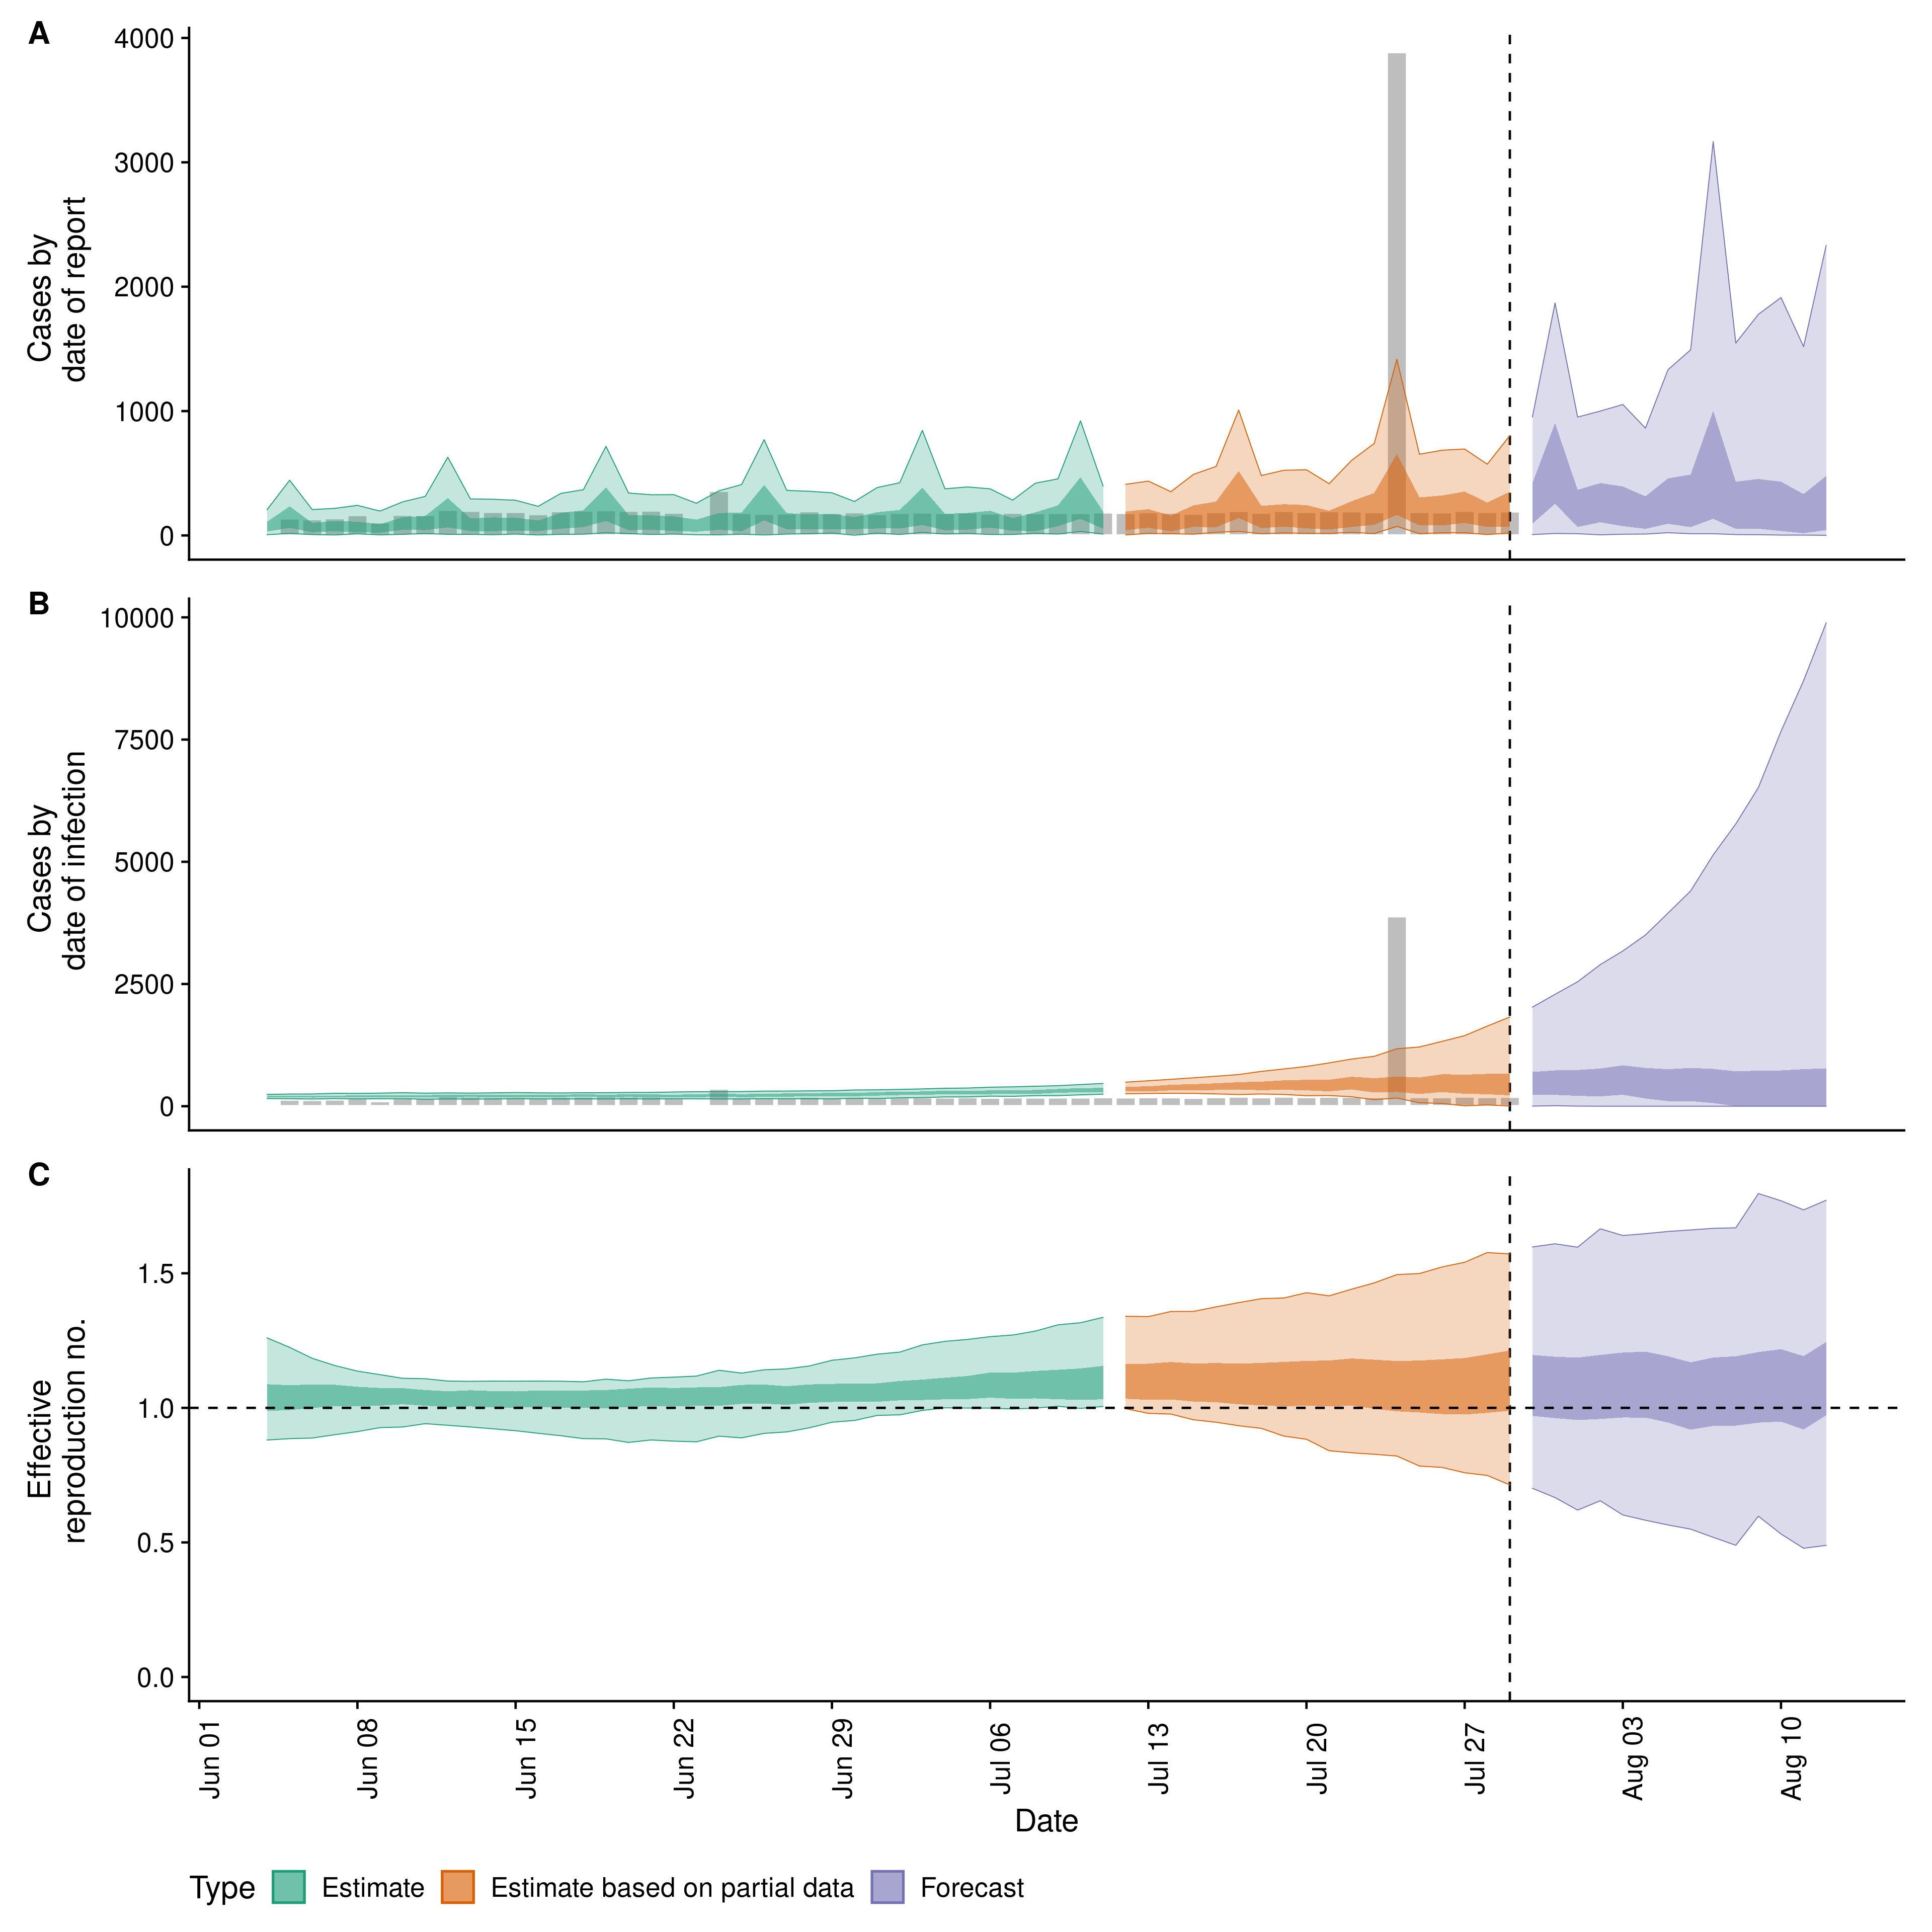 A
4000
3000
2000
1000
0
Cases by
date of report
B
10000
7500
5000
2500
0
Cases by
date of infection
C
1.5
1.0
0.5
0.0
Effective
reproduction no.
Jun 01
Jun 08
Jun 15
Jun 22
Jun 29
Jul 06
Jul 13
Jul 20
Jul 27
Aug 03
Aug 10
Date
Type
Estimate
Estimate based on partial data
Forecast